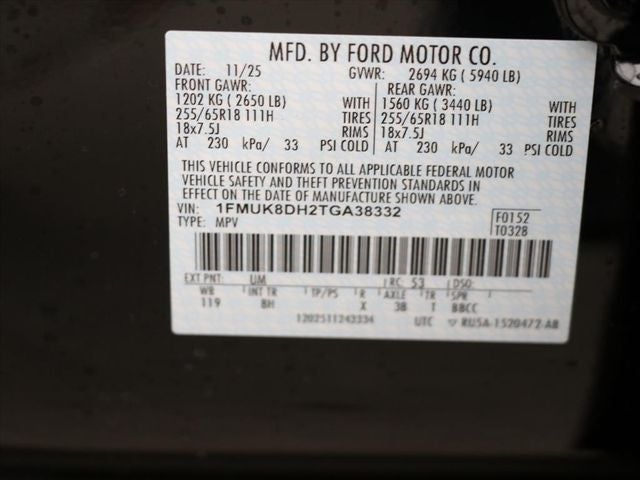 MFD. BY FORD MOTOR CO.
DATE: 11/25 GVWR: 2694 KG ( 5940 LB)
FRONT GAWR: REAR GAWR:
1202 KG ( 2650 LB) WITH 1560 KG ( 3440 LB) WITH
255/65R18 111H TIRES 255/65R18 111H TIRES
18x7.5J RIMS 18x7.5J RIMS
AT 230 kPa/ 33 PSI COLD AT 230 kPa/ 33 PSI COLD
THIS VEHICLE CONFORMS TO ALL APPLICABLE FEDERAL MOTOR
VEHICLE SAFETY AND THEFT PREVENTION STANDARDS IN
EFFECT ON THE DATE OF MANUFACTURE SHOWN ABOVE.
VIN: 1FMUK8DH2TGA38332 F0152
TYPE: MPV T0328
EXT PNT: UM RC: 53 DSO:
WB INT TR TP/PS R AXLE TR SPR
119 BH X 3B T BBCC
1202511243334 UTC ▼ RU5A-1520472-AB